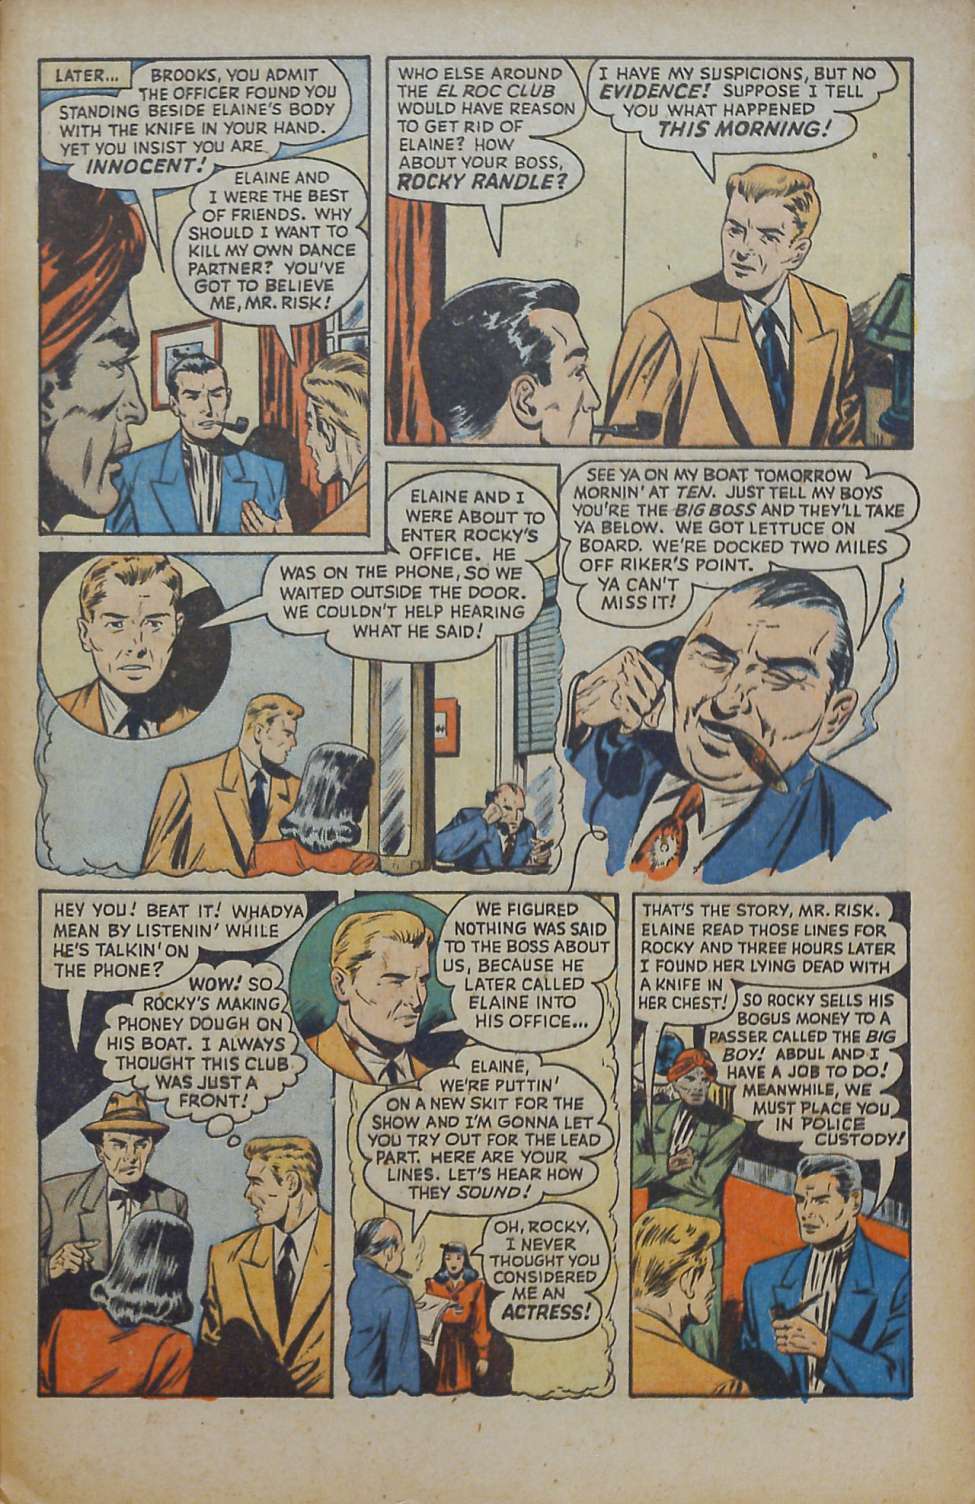 LATER...
BROOKS, YOU ADMIT
THE OFFICER FOUND YOU
STANDING BESIDE ELAINE'S BODY
WITH THE KNIFE IN YOUR HAND.
YET YOU INSIST YOU ARE
INNOCENT!
ELAINE AND
I WERE THE BEST
OF FRIENDS. WHY
SHOULD I WANT TO
KILL MY OWN DANCE
PARTNER? YOU'VE
GOT TO BELIEVE
ME, MR. RISK!
WHO ELSE AROUND
THE EL ROC CLUB
WOULD HAVE REASON
TO GET RID OF
ELAINE? HOW
ABOUT YOUR BOSS,
ROCKY RANDLE?
I HAVE MY SUSPICIONS, BUT NO
EVIDENCE! SUPPOSE I TELL
YOU WHAT HAPPENED
THIS MORNING!
ELAINE AND I
WERE ABOUT TO
ENTER ROCKY'S
OFFICE. HE
WAS ON THE PHONE, SO WE
WAITED OUTSIDE THE DOOR.
WE COULDN'T HELP HEARING
WHAT HE SAID!
SEE YA ON MY BOAT TOMORROW
MORNIN' AT TEN. JUST TELL MY BOYS
YOU'RE THE BIG BOSS AND THEY'LL TAKE
YA BELOW. WE GOT LETTUCE ON
BOARD. WE'RE DOCKED TWO MILES
OFF RIKER'S POINT.
YA CAN'T
MISS IT!
HEY YOU! BEAT IT! WHADYA
MEAN BY LISTENIN' WHILE
HE'S TALKIN' ON
THE PHONE?
WOW! SO
ROCKY'S MAKING
PHONEY DOUGH ON
HIS BOAT. I ALWAYS
THOUGHT THIS CLUB
WAS JUST A
FRONT!
WE FIGURED
NOTHING WAS SAID
TO THE BOSS ABOUT
US, BECAUSE HE
LATER CALLED
ELAINE INTO
HIS OFFICE...
ELAINE,
WE'RE PUTTIN'
ON A NEW SKIT FOR THE
SHOW AND I'M GONNA LET
YOU TRY OUT FOR THE LEAD
PART. HERE ARE YOUR
LINES. LET'S HEAR HOW
THEY SOUND!
OH, ROCKY,
I NEVER
THOUGHT YOU
CONSIDERED
ME AN
ACTRESS!
THAT'S THE STORY, MR. RISK.
ELAINE READ THOSE LINES FOR
ROCKY AND THREE HOURS LATER
I FOUND HER LYING DEAD WITH
A KNIFE IN
HER CHEST!
SO ROCKY SELLS HIS
BOGUS MONEY TO A
PASSER CALLED THE BIG
BOY! ABDUL AND I
HAVE A JOB TO DO!
MEANWHILE, WE
MUST PLACE YOU
IN POLICE
CUSTODY!